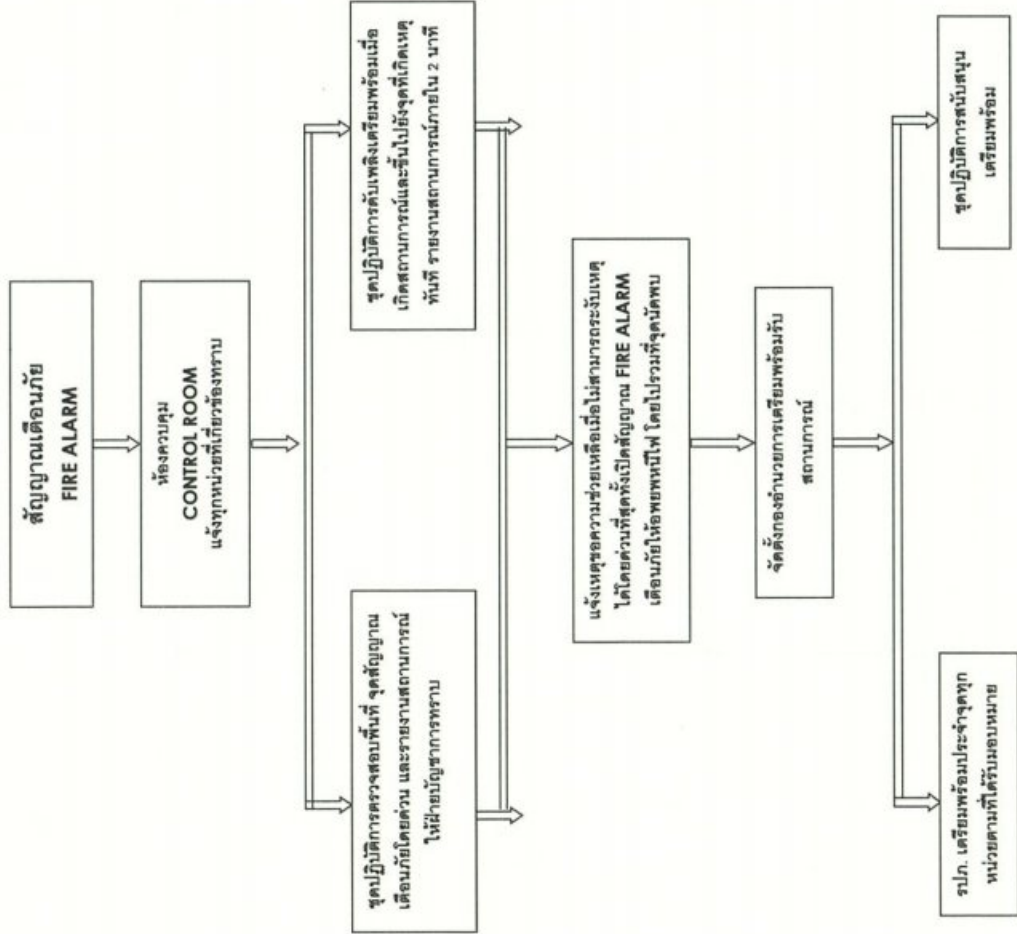 สัญญาณเตือนภัย
FIRE ALARM
ห้องควบคุม
CONTROL ROOM
แจ้งทุกหน่วยที่เกี่ยวข้องทราบ
ชุดปฏิบัติการตรวจสอบพื้นที่ จุดสัญญาณ
เตือนภัยโดยด่วน และรายงานสถานการณ์
ให้ฝ่ายบัญชาการทราบ
ชุดปฏิบัติการดับเพลิงเตรียมพร้อมเมื่อ
เกิดสถานการณ์และขึ้นไปยังจุดที่เกิดเหตุ
ทันที รายงานสถานการณ์ภายใน 2 นาที
แจ้งเหตุขอความช่วยเหลือเมื่อไม่สามารถระงับเหตุ
ได้โดยด่วนที่สุดทั้งเปิดสัญญาณ FIRE ALARM
เตือนภัยให้อพยพหนีไฟ โดยไปรวมที่จุดนัดพบ
จัดตั้งกองอำนวยการเตรียมพร้อมรับ
สถานการณ์
รปภ. เตรียมพร้อมประจำจุดทุก
หน่วยตามที่ได้รับมอบหมาย
ชุดปฏิบัติการสนับสนุน
เตรียมพร้อม